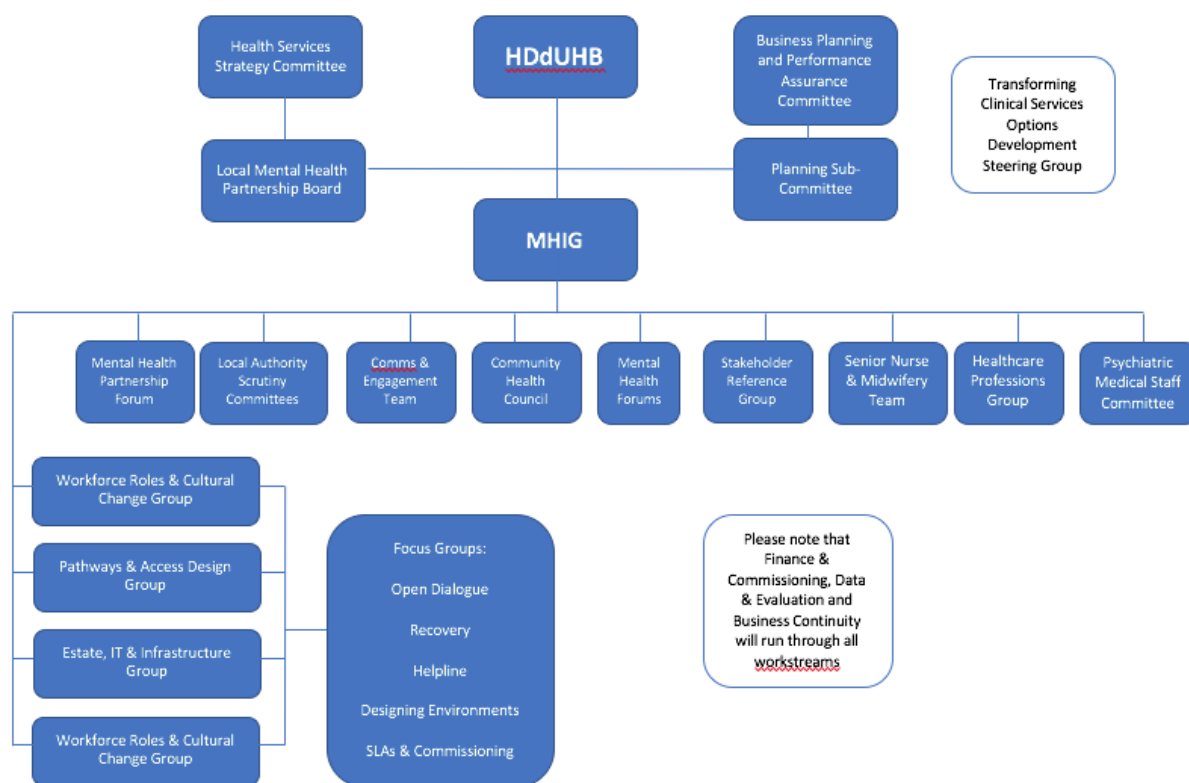 Health Services
Strategy Committee
HDdUHB
Business Planning
and Performance
Assurance
Committee
Transforming
Clinical Services
Options
Development
Steering Group
Local Mental Health
Partnership Board
Planning Sub-
Committee
MHIG
Mental Health
Partnership
Forum
Local Authority
Scrutiny
Committees
Comms &
Engagement
Team
Community
Health
Council
Mental
Health
Forums
Stakeholder
Reference
Group
Senior Nurse
& Midwifery
Team
Healthcare
Professions
Group
Psychiatric
Medical Staff
Committee
Workforce Roles & Cultural
Change Group
Pathways & Access Design
Group
Estate, IT & Infrastructure
Group
Workforce Roles & Cultural
Change Group
Focus Groups:
Open Dialogue
Recovery
Helpline
Designing Environments
SLAs & Commissioning
Please note that
Finance &
Commissioning, Data
& Evaluation and
Business Continuity
will run through all
workstreams